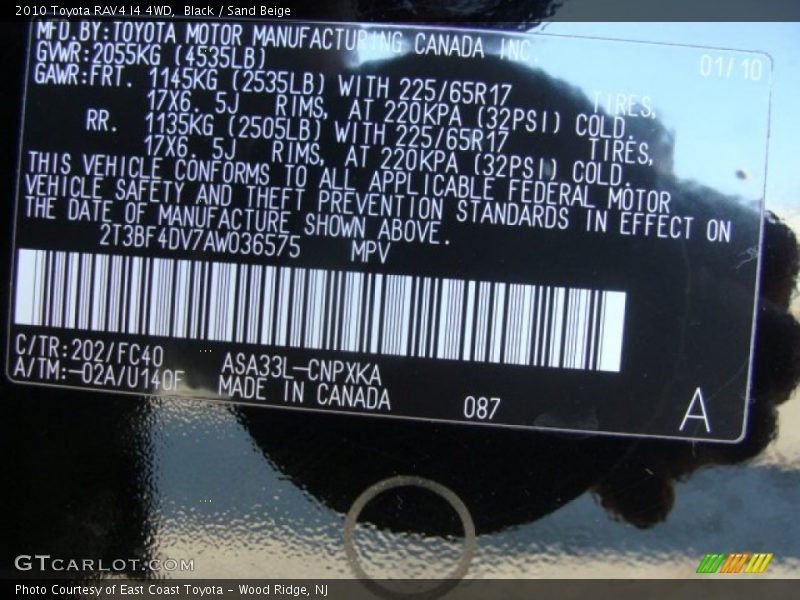 2010 Toyota RAV4 I4 4WD, Black / Sand Beige
MFD.BY:TOYOTA MOTOR MANUFACTURING CANADA INC. 01/10
GVWR:2055KG (4535LB)
GAWR:FRT. 1145KG (2535LB) WITH 225/65R17 TIRES,
17X6.5J RIMS, AT 220KPA (32PSI) COLD.
RR. 1135KG (2505LB) WITH 225/65R17 TIRES,
17X6.5J RIMS, AT 220KPA (32PSI) COLD.
THIS VEHICLE CONFORMS TO ALL APPLICABLE FEDERAL MOTOR
VEHICLE SAFETY AND THEFT PREVENTION STANDARDS IN EFFECT ON
THE DATE OF MANUFACTURE SHOWN ABOVE.
2T3BF4DV7AW036575 MPV
C/TR:202/FC40 ASA33L-CNPXKA
A/TM:-02A/U140F MADE IN CANADA 087 A
GTCARLOT.COM
Photo Courtesy of East Coast Toyota - Wood Ridge, NJ